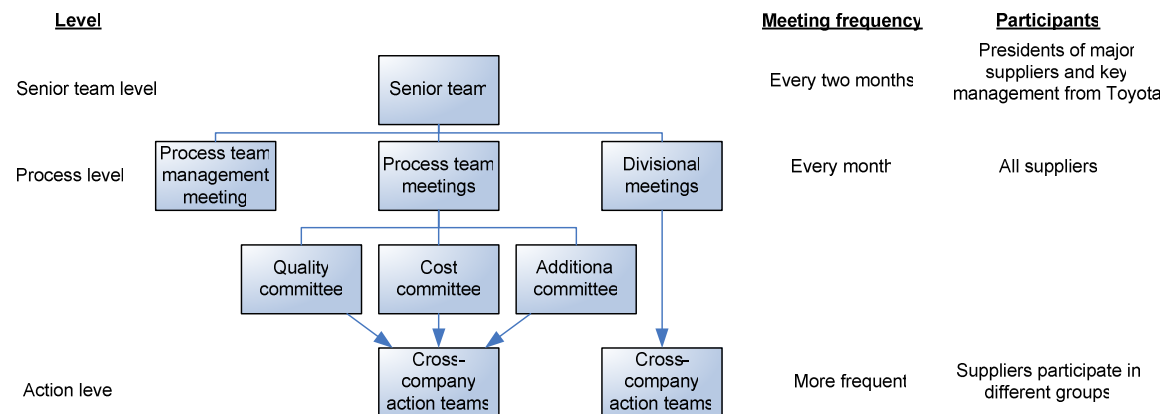 Level
Meeting frequency
Participants
Senior team level
Senior team
Every two months
Presidents of major
suppliers and key
management from Toyota
Process level
Process team
management
meeting
Process team
meetings
Divisional
meetings
Every month
All suppliers
Quality
committee
Cost
committee
Additiona
committee
Action leve
Cross-
company
action teams
Cross–
company
action teams
More frequent
Suppliers participate in
different groups